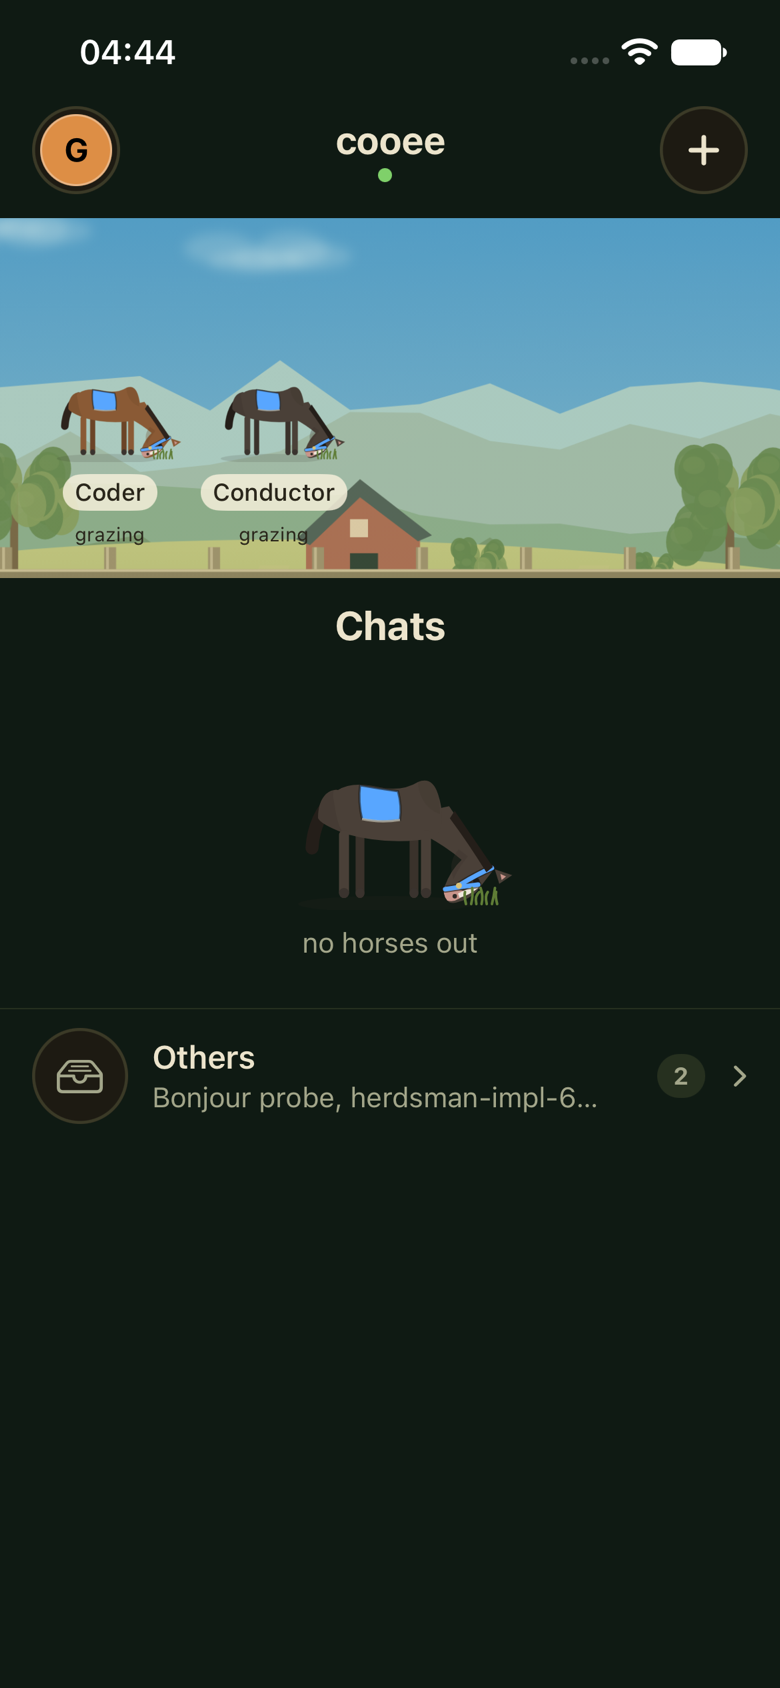 04:44
G
cooee
Coder
Conductor
grazing
grazing
Chats
no horses out
Others
Bonjour probe, herdsman-impl-6...
2